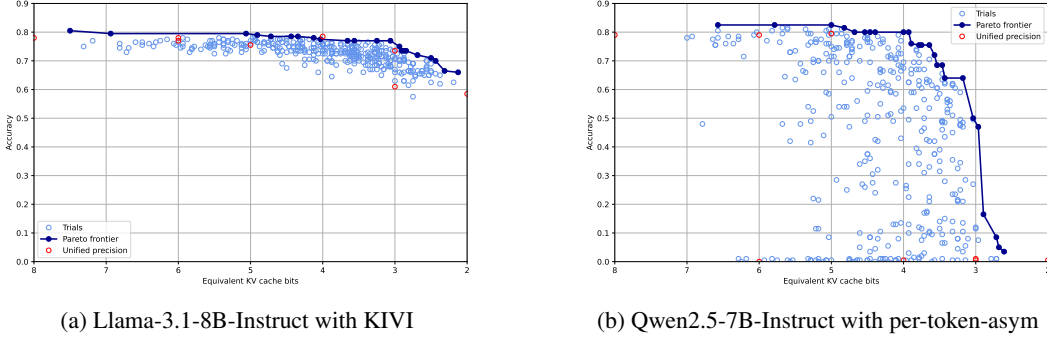 0.9
0.8
0.7
0.6
0.5
0.4
0.3
0.2
0.1
0.0
Accuracy
8
7
6
5
4
3
2
Equivalent KV cache bits
Trials
Pareto frontier
Unified precision
(a) Llama-3.1-8B-Instruct with KIVI
0.9
0.8
0.7
0.6
0.5
0.4
0.3
0.2
0.1
0.0
Accuracy
8
7
6
5
4
3
2
Equivalent KV cache bits
Trials
Pareto frontier
Unified precision
(b) Qwen2.5-7B-Instruct with per-token-asym